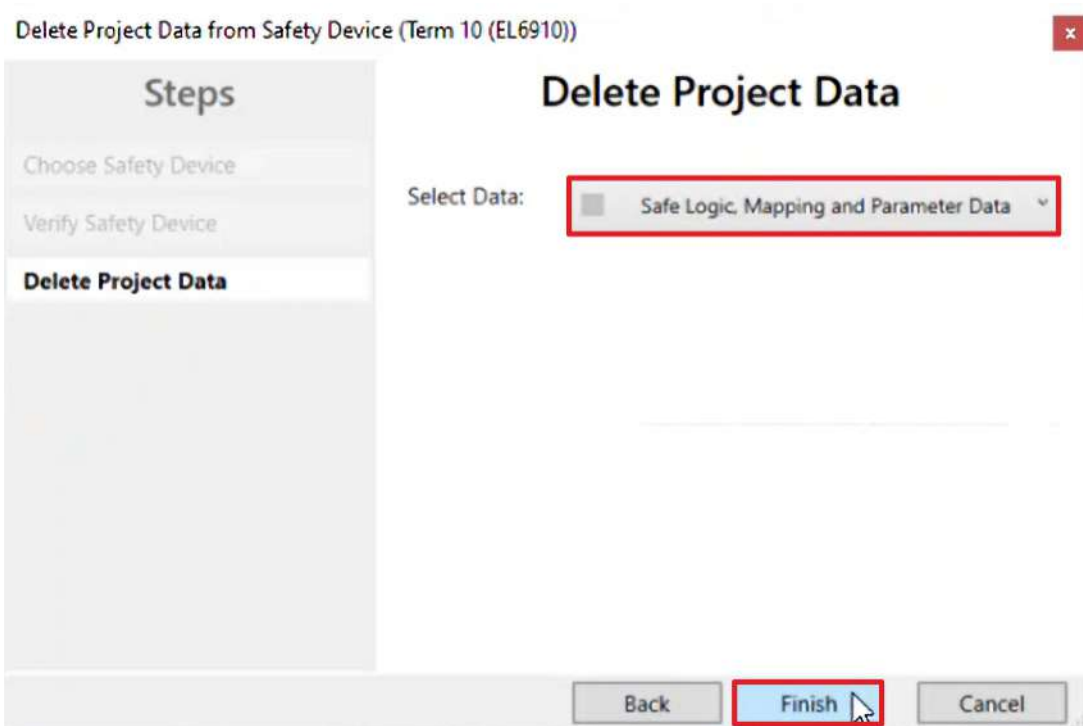 Delete Project Data from Safety Device (Term 10 (EL6910))
x
Steps
Choose Safety Device
Verify Safety Device
Delete Project Data
Delete Project Data
Select Data:
Safe Logic, Mapping and Parameter Data
Back
Finish
Cancel